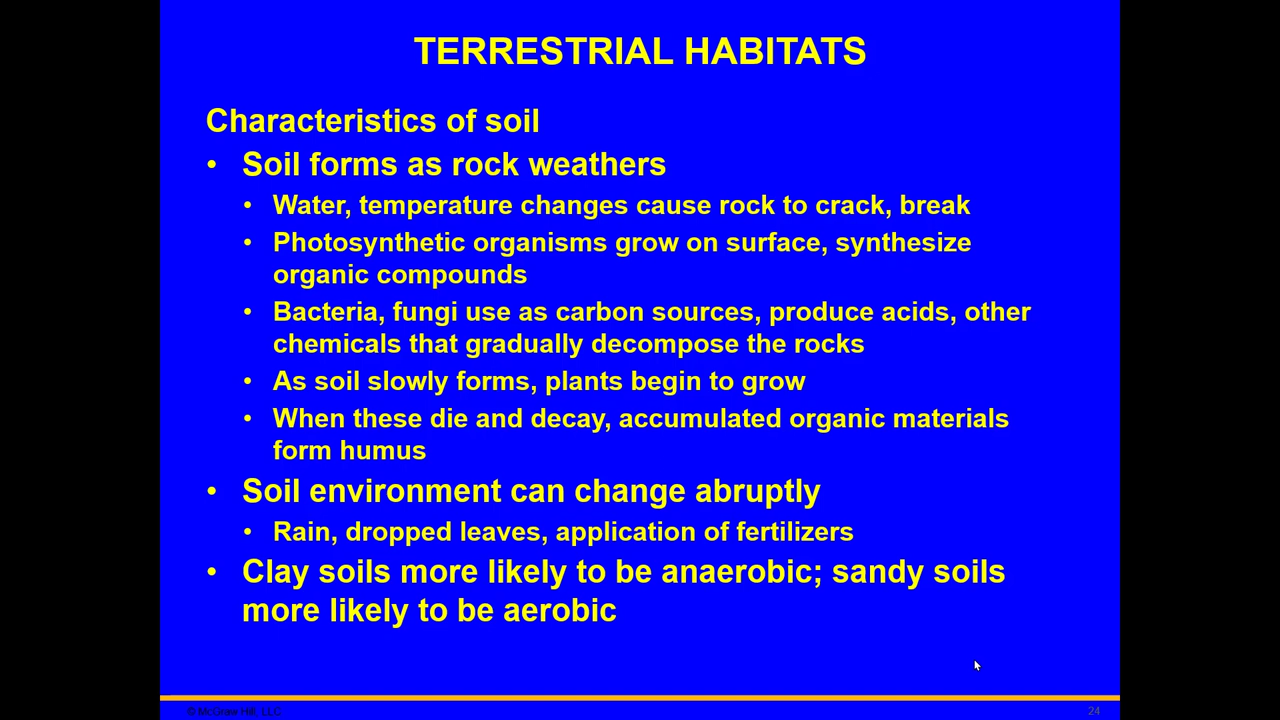 TERRESTRIAL HABITATS
Characteristics of soil
• Soil forms as rock weathers
• Water, temperature changes cause rock to crack, break
• Photosynthetic organisms grow on surface, synthesize
organic compounds
• Bacteria, fungi use as carbon sources, produce acids, other
chemicals that gradually decompose the rocks
• As soil slowly forms, plants begin to grow
• When these die and decay, accumulated organic materials
form humus
• Soil environment can change abruptly
• Rain, dropped leaves, application of fertilizers
• Clay soils more likely to be anaerobic; sandy soils
more likely to be aerobic
© McGraw Hill, LLC
24